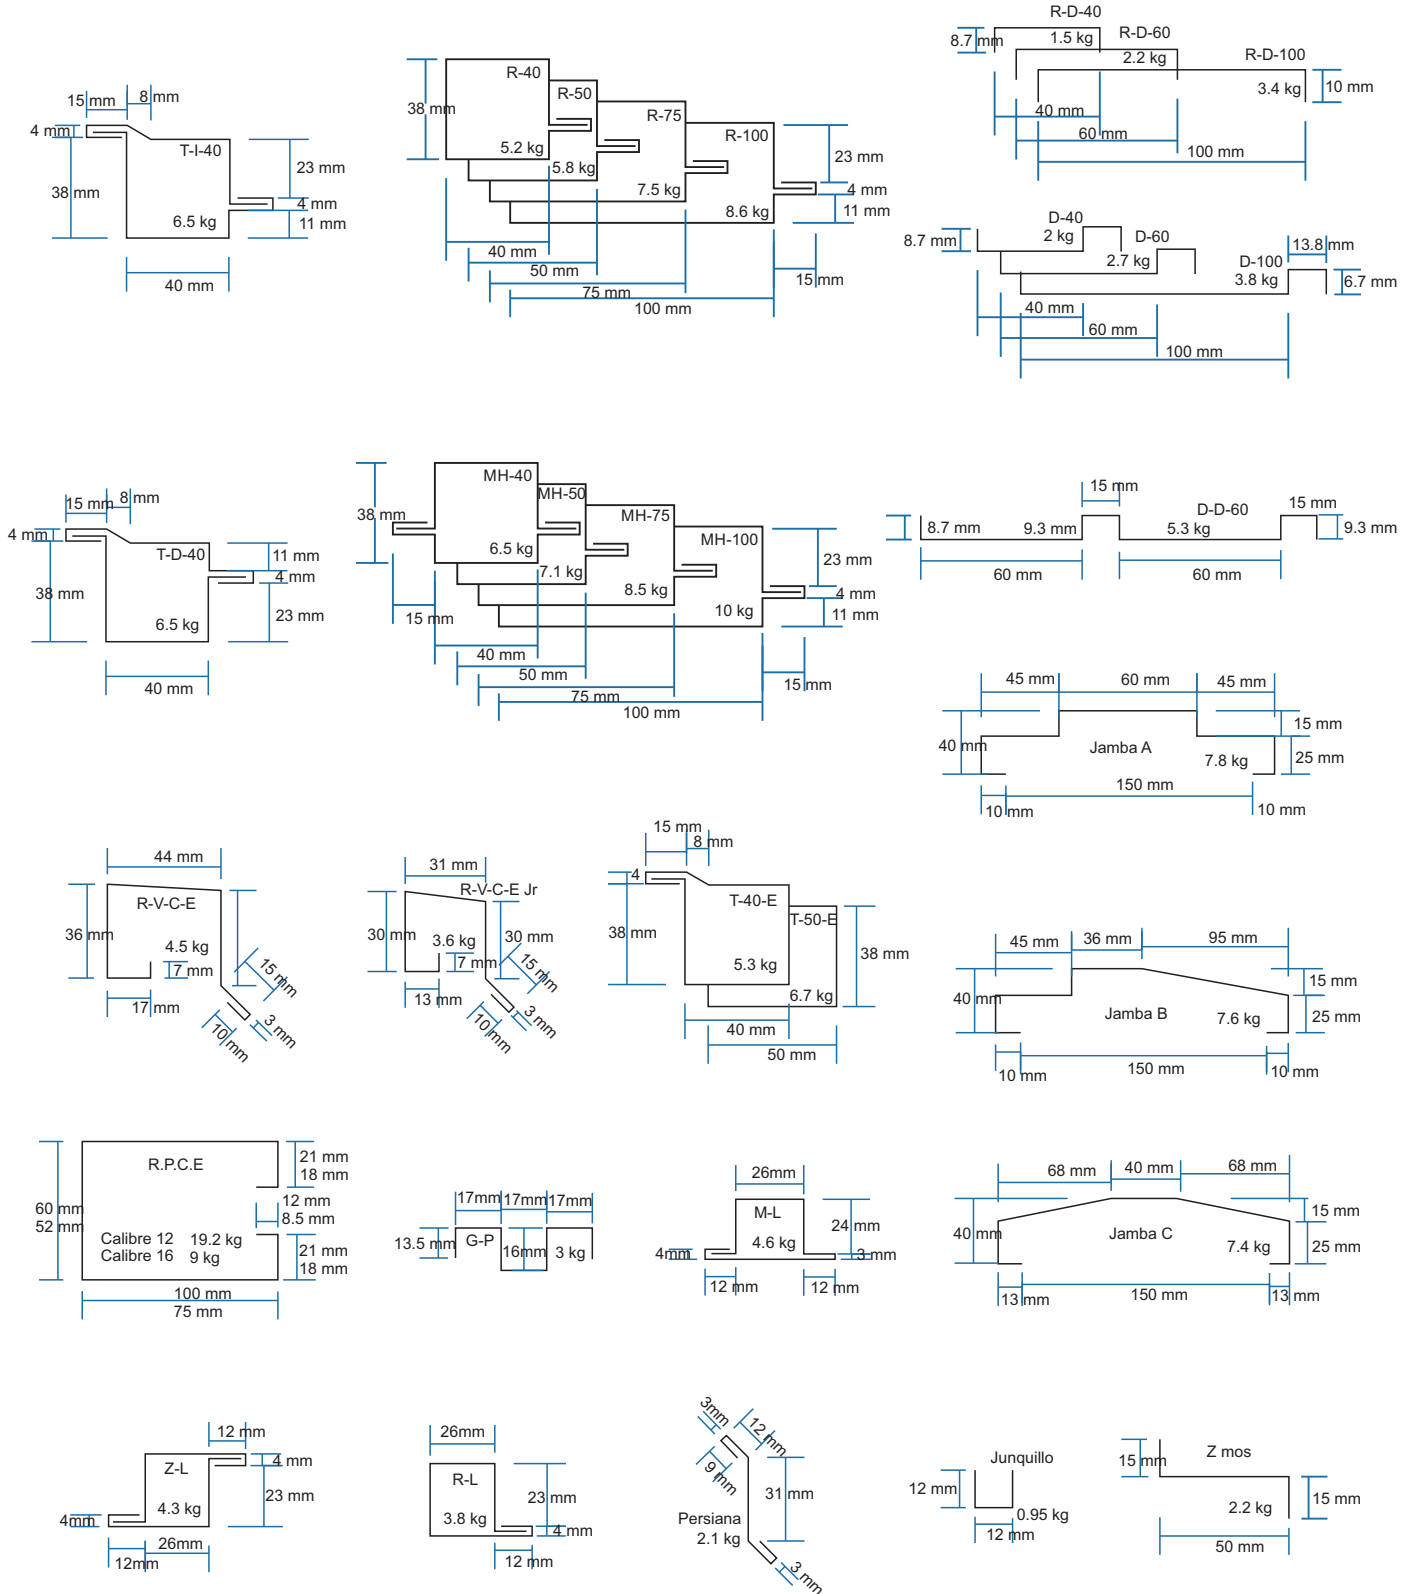 15 mm
8 mm
4 mm
T-I-40
38 mm
23 mm
4 mm
6.5 kg
11 mm
40 mm
R-40
R-50
38 mm
R-75
R-100
5.2 kg
5.8 kg
23 mm
7.5 kg
4 mm
8.6 kg
11 mm
40 mm
50 mm
75 mm
15 mm
100 mm
R-D-40
8.7 mm
1.5 kg
R-D-60
2.2 kg
R-D-100
3.4 kg
10 mm
40 mm
60 mm
100 mm
D-40
8.7 mm
2 kg
D-60
13.8 mm
2.7 kg
D-100
3.8 kg
6.7 mm
40 mm
60 mm
100 mm
15 mm
8 mm
4 mm
T-D-40
11 mm
4 mm
38 mm
6.5 kg
23 mm
40 mm
MH-40
MH-50
38 mm
MH-75
MH-100
6.5 kg
7.1 kg
23 mm
8.5 kg
4 mm
10 kg
11 mm
15 mm
40 mm
50 mm
15 mm
75 mm
100 mm
15 mm
D-D-60
15 mm
8.7 mm
9.3 mm
5.3 kg
9.3 mm
60 mm
60 mm
45 mm
60 mm
45 mm
15 mm
40 mm
Jamba A
7.8 kg
25 mm
150 mm
10 mm
10 mm
44 mm
R-V-C-E
36 mm
4.5 kg
7 mm
15 mm
17 mm
10 mm
3 mm
31 mm
R-V-C-E Jr
30 mm
3.6 kg
30 mm
7 mm
15 mm
13 mm
10 mm
3 mm
15 mm
8 mm
4
T-40-E
T-50-E
38 mm
38 mm
5.3 kg
6.7 kg
40 mm
50 mm
45 mm
36 mm
95 mm
15 mm
40 mm
Jamba B
7.6 kg
25 mm
10 mm
150 mm
10 mm
R.P.C.E
21 mm
18 mm
60 mm
52 mm
12 mm
8.5 mm
Calibre 12 19.2 kg
Calibre 16 9 kg
21 mm
18 mm
100 mm
75 mm
17mm
17mm
17mm
13.5 mm
G-P
16mm
3 kg
26mm
M-L
24 mm
4.6 kg
4mm
3 mm
12 mm
12 mm
68 mm
40 mm
68 mm
15 mm
40 mm
Jamba C
7.4 kg
25 mm
13 mm
150 mm
13 mm
12 mm
Z-L
4 mm
4.3 kg
23 mm
4mm
12mm
26mm
26mm
R-L
23 mm
3.8 kg
4 mm
12 mm
3mm
12 mm
9 mm
31 mm
Persiana
2.1 kg
3 mm
Junquillo
12 mm
0.95 kg
12 mm
Z mos
15 mm
2.2 kg
15 mm
50 mm